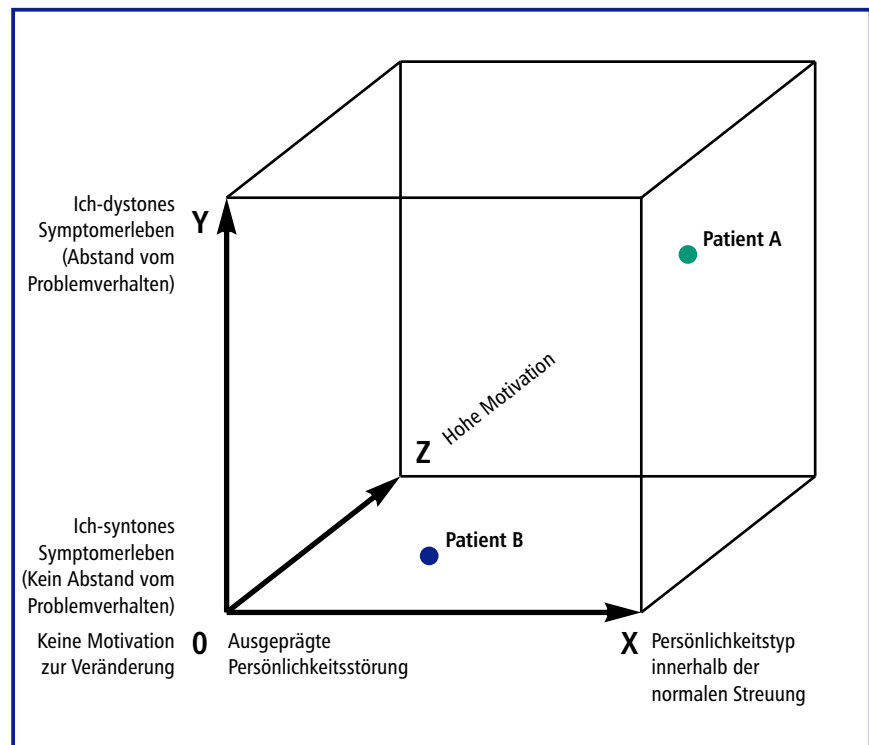 Ich-dystones
Symptomerleben
(Abstand vom
Problemverhalten)
Y
Patient A
Hohe Motivation
Z
Ich-syntones
Symptomerleben
(Kein Abstand vom
Problemverhalten)
Patient B
Keine Motivation
zur Veränderung
0
Ausgeprägte
Persönlichkeitsstörung
X
Persönlichkeitstyp
innerhalb der
normalen Streuung